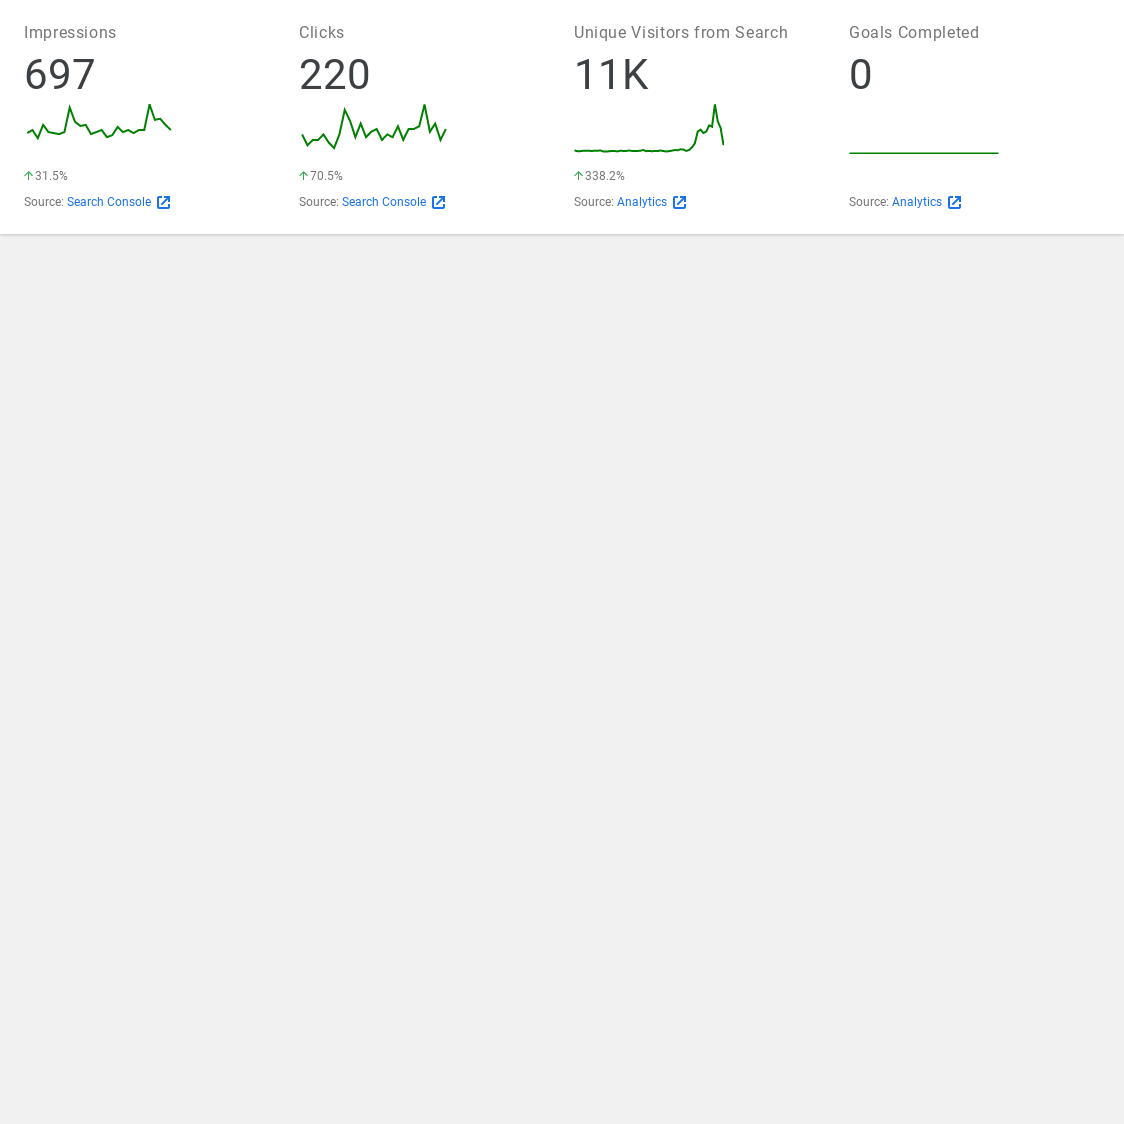 Impressions
697
31.5%
Source: Search Console
Clicks
220
70.5%
Source: Search Console
Unique Visitors from Search
11K
338.2%
Source: Analytics
Goals Completed
0
Source: Analytics